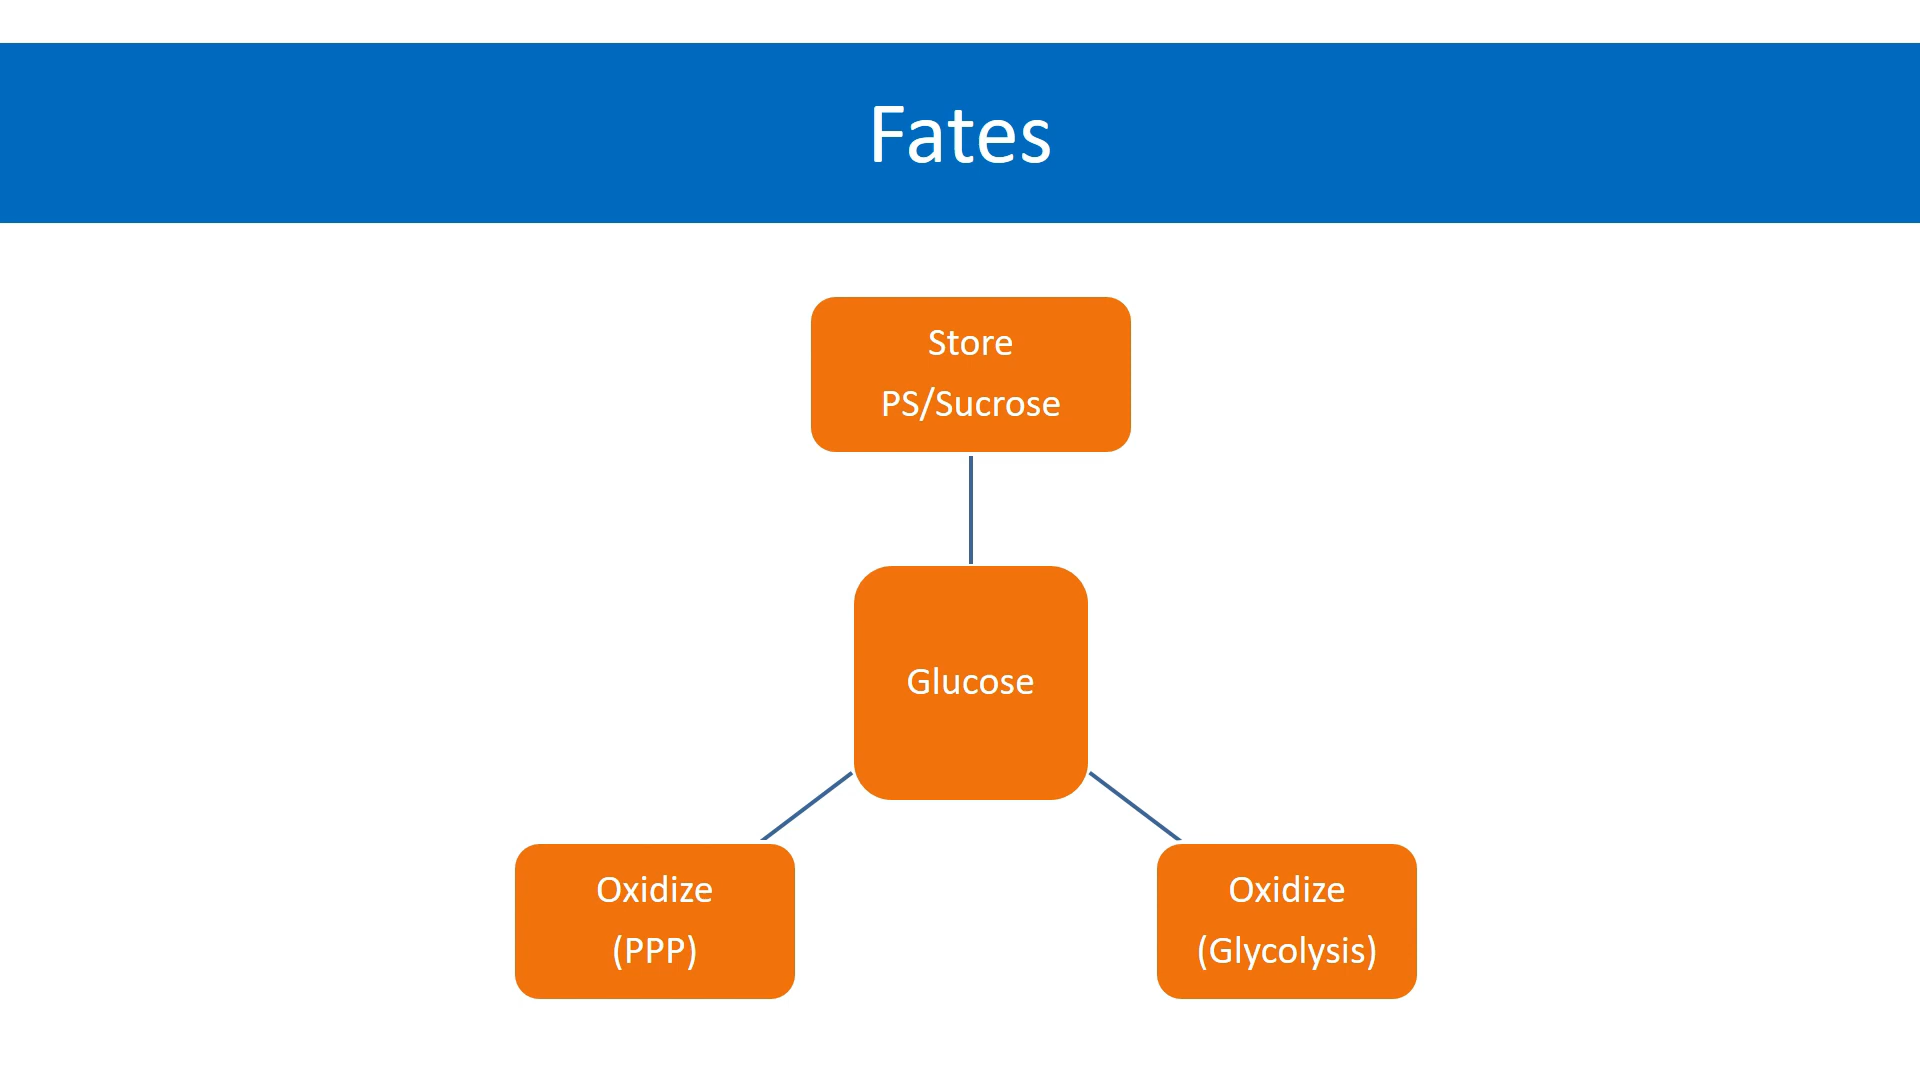 Fates
Store
PS/Sucrose
Glucose
Oxidize
(PPP)
Oxidize
(Glycolysis)